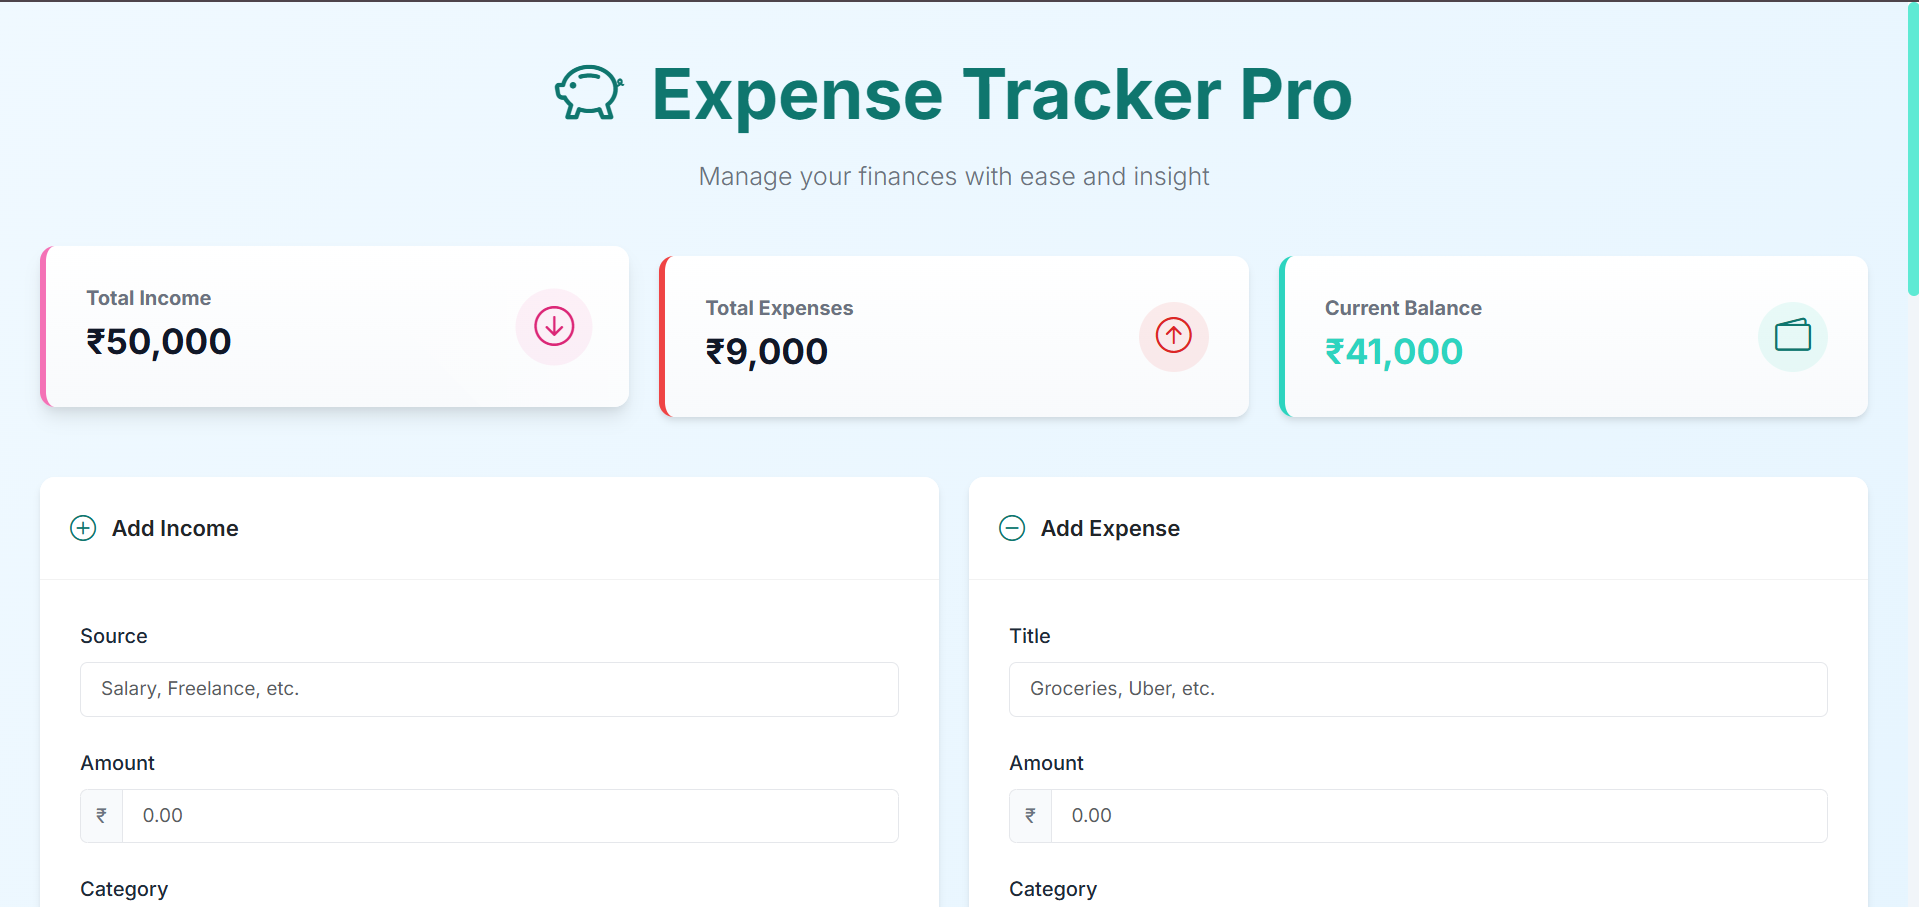 Expense Tracker Pro
Manage your finances with ease and insight
Total Income
₹50,000
Total Expenses
₹9,000
Current Balance
₹41,000
Add Income
Source
Salary, Freelance, etc.
Amount
₹ 0.00
Category
Add Expense
Title
Groceries, Uber, etc.
Amount
₹ 0.00
Category